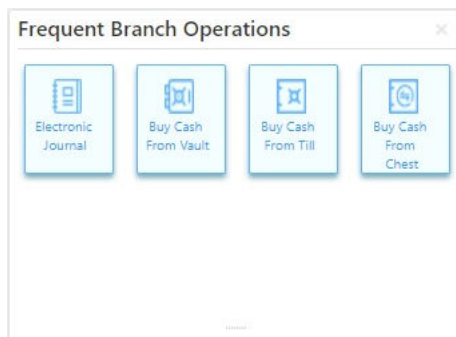 Frequent Branch Operations
Electronic
Journal
Buy Cash
From Vault
Buy Cash
From Till
Buy Cash
From
Chest